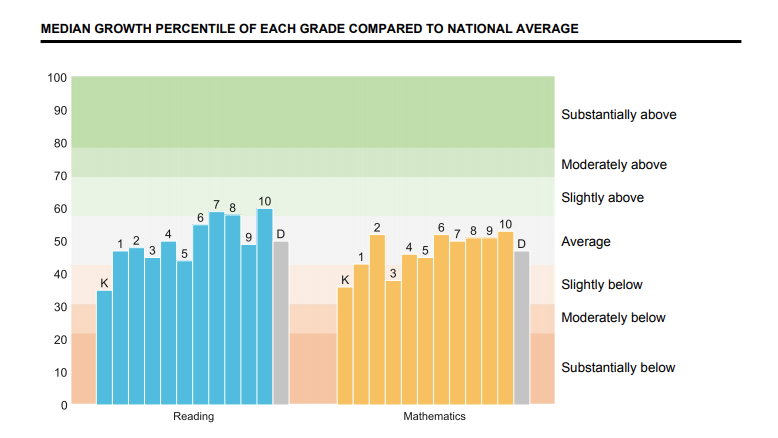 MEDIAN GROWTH PERCENTILE OF EACH GRADE COMPARED TO NATIONAL AVERAGE
100
90
80
70
60
50
40
30
20
10
0
K 1 2 3 4 5 6 7 8 9 10 D
K 1 2 3 4 5 6 7 8 9 10 D
Substantially above
Moderately above
Slightly above
Average
Slightly below
Moderately below
Substantially below
Reading Mathematics